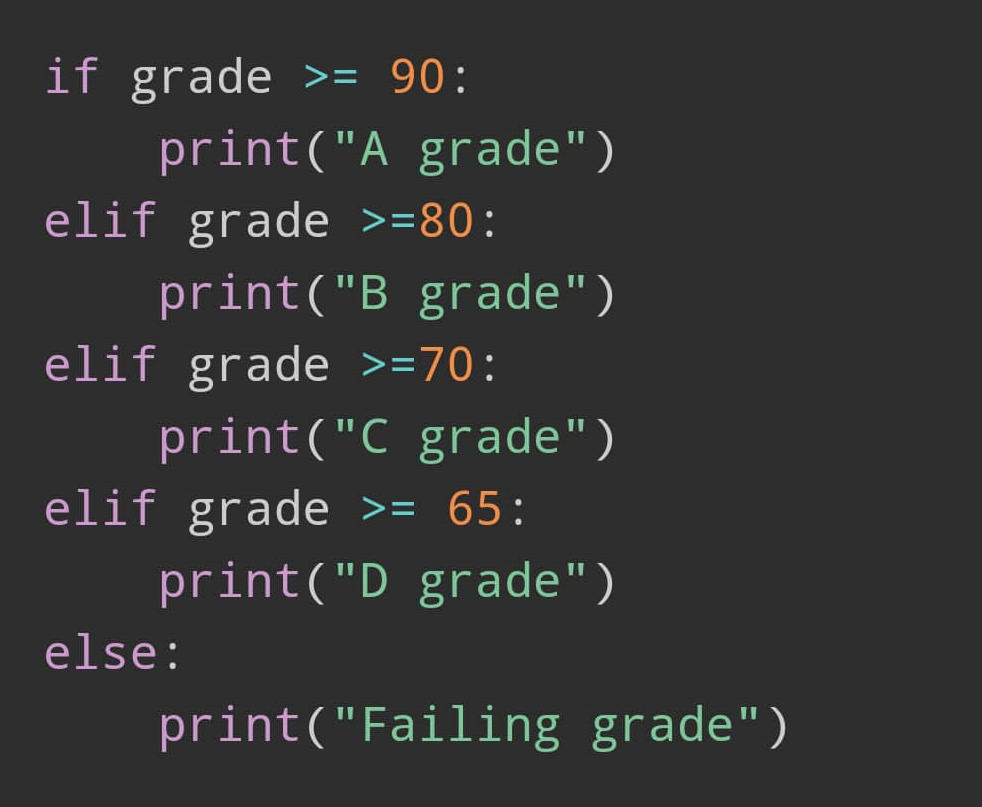 if grade >= 90:
    print("A grade")
elif grade >=80:
    print("B grade")
elif grade >=70:
    print("C grade")
elif grade >= 65:
    print("D grade")
else:
    print("Failing grade")